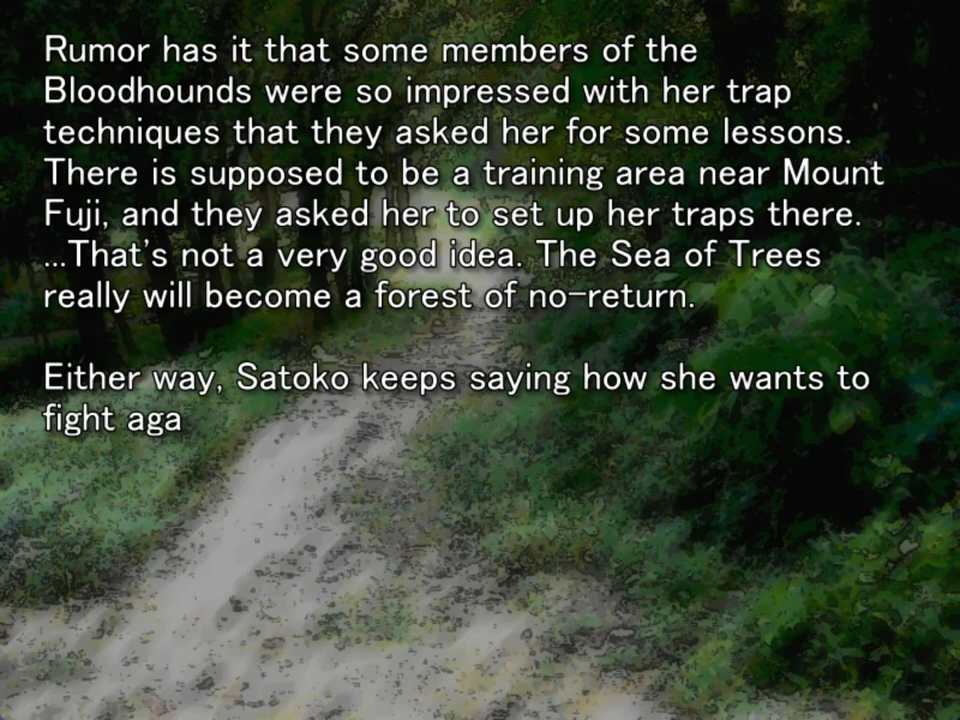 Rumor has it that some members of the
Bloodhounds were so impressed with her trap
techniques that they asked her for some lessons.
There is supposed to be a training area near Mount
Fuji, and they asked her to set up her traps there.
...That's not a very good idea. The Sea of Trees
really will become a forest of no-return.
Either way, Satoko keeps saying how she wants to
fight aga